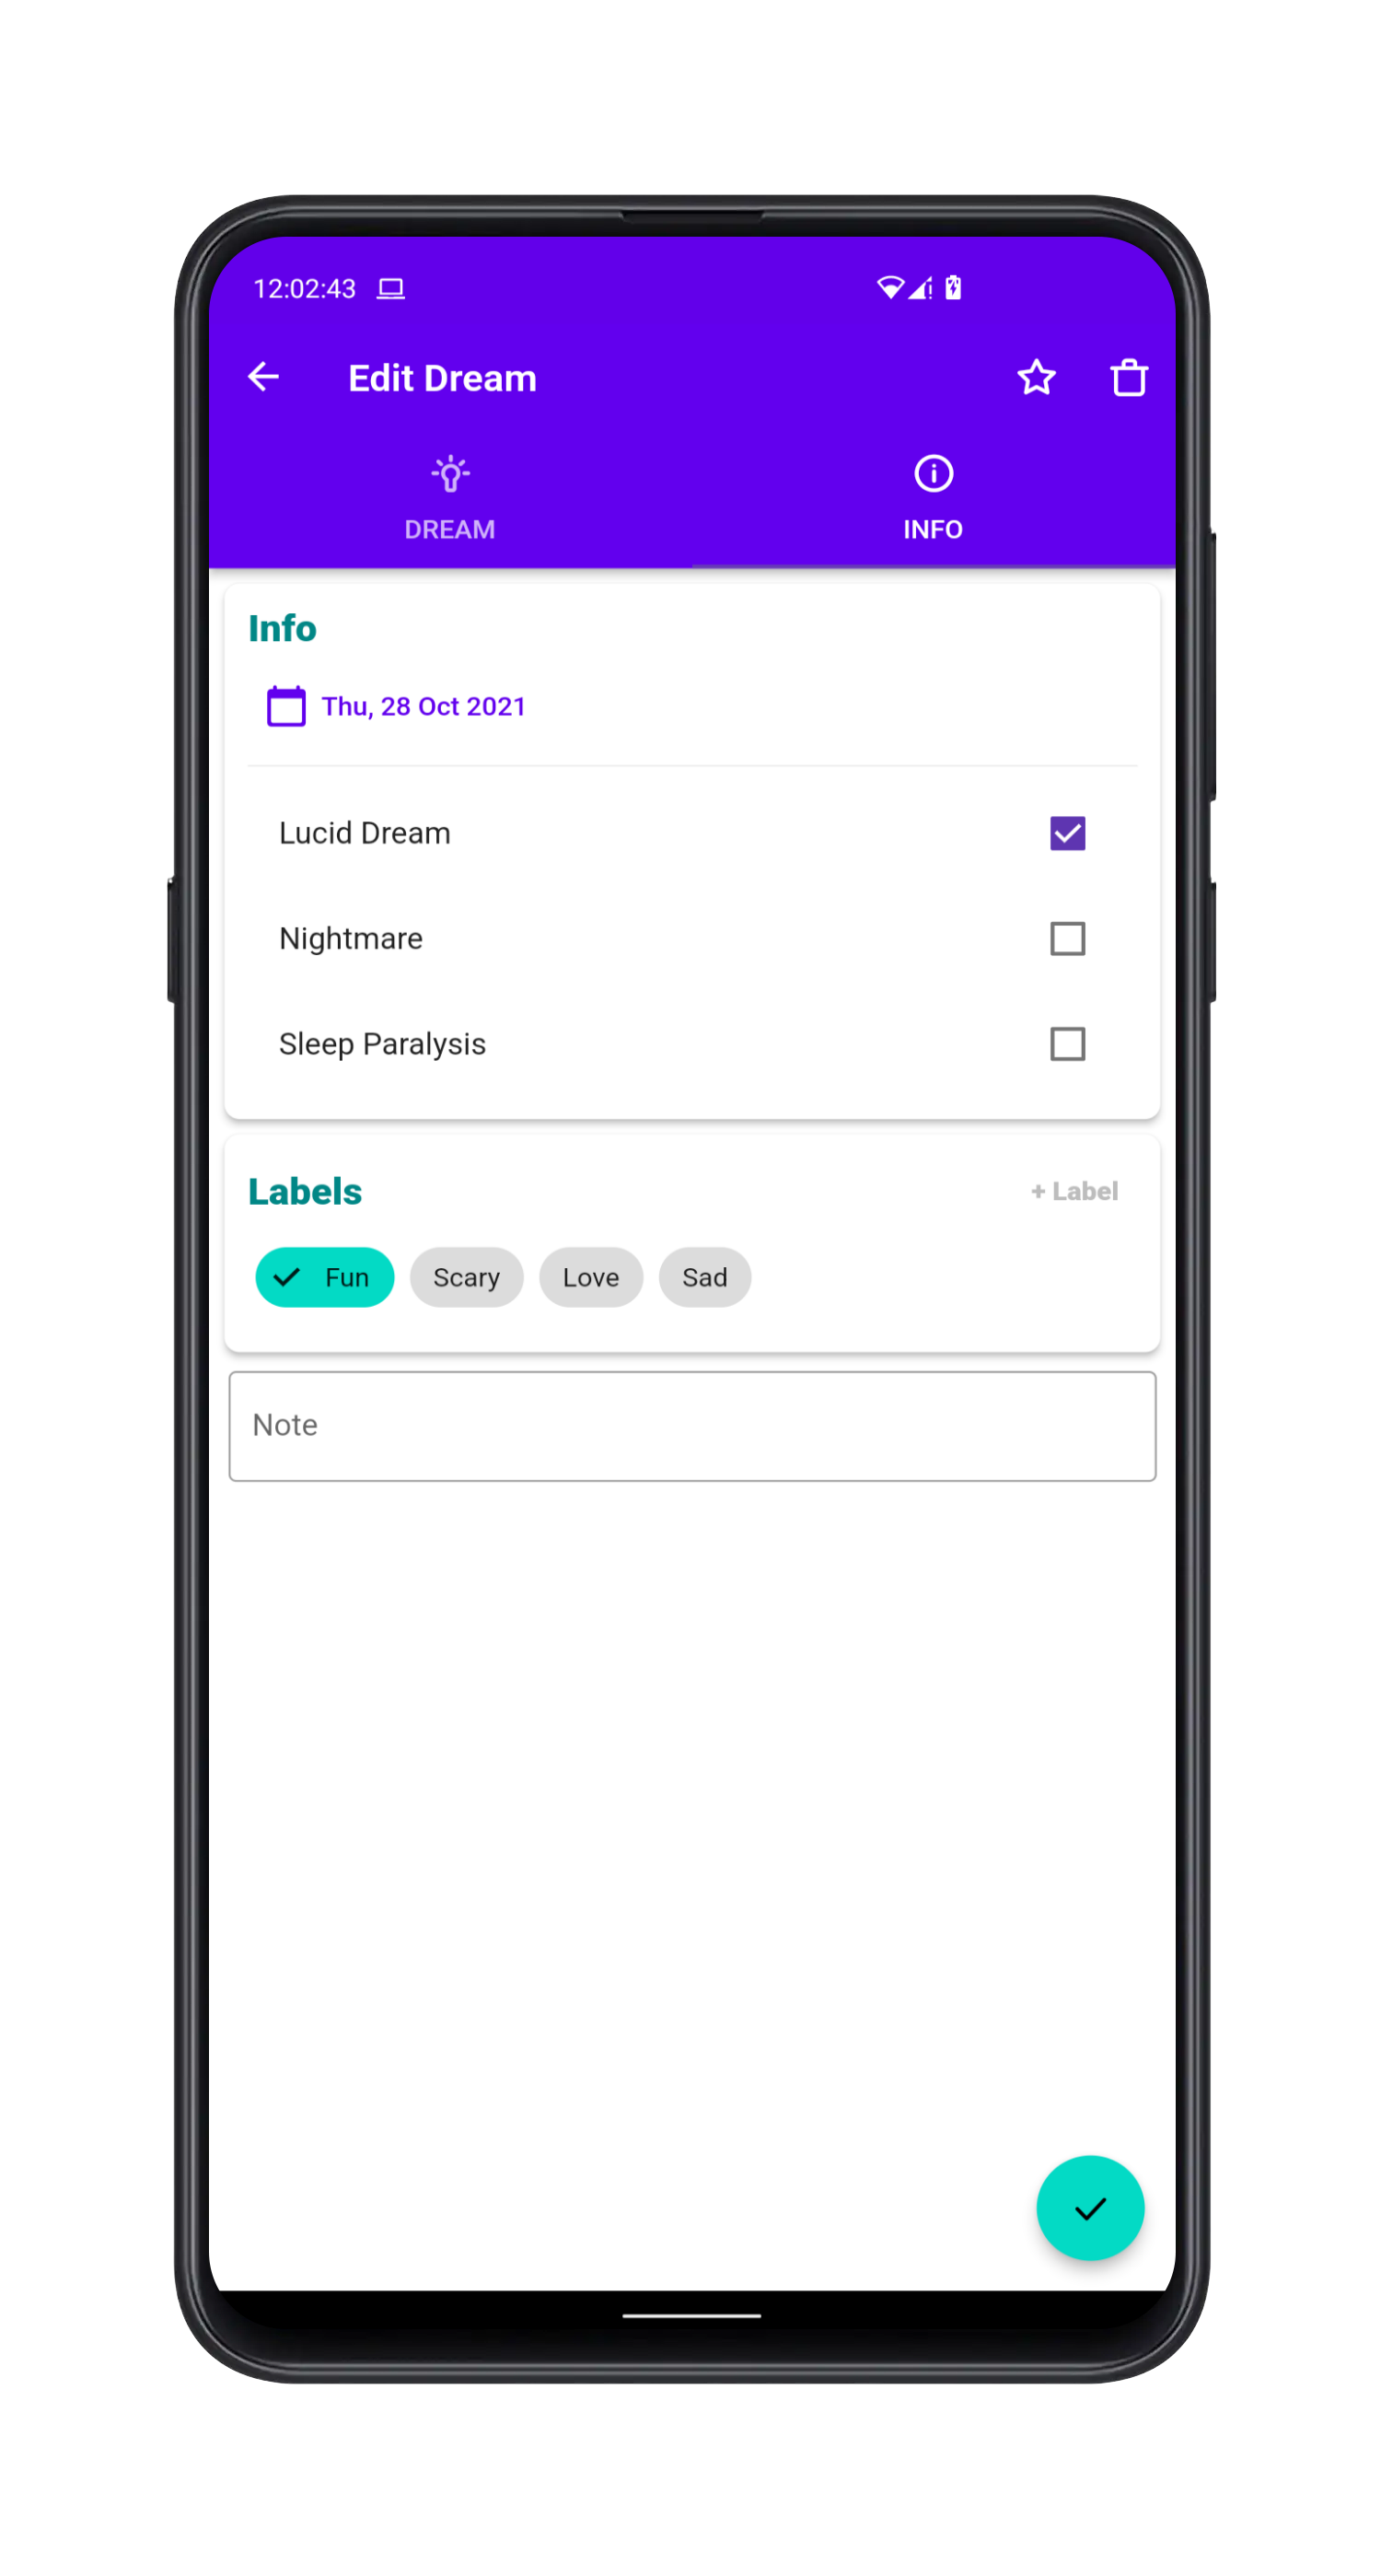 12:02:43
Edit Dream
DREAM INFO
Info
Thu, 28 Oct 2021
Lucid Dream
Nightmare
Sleep Paralysis
Labels + Label
Fun Scary Love Sad
Note